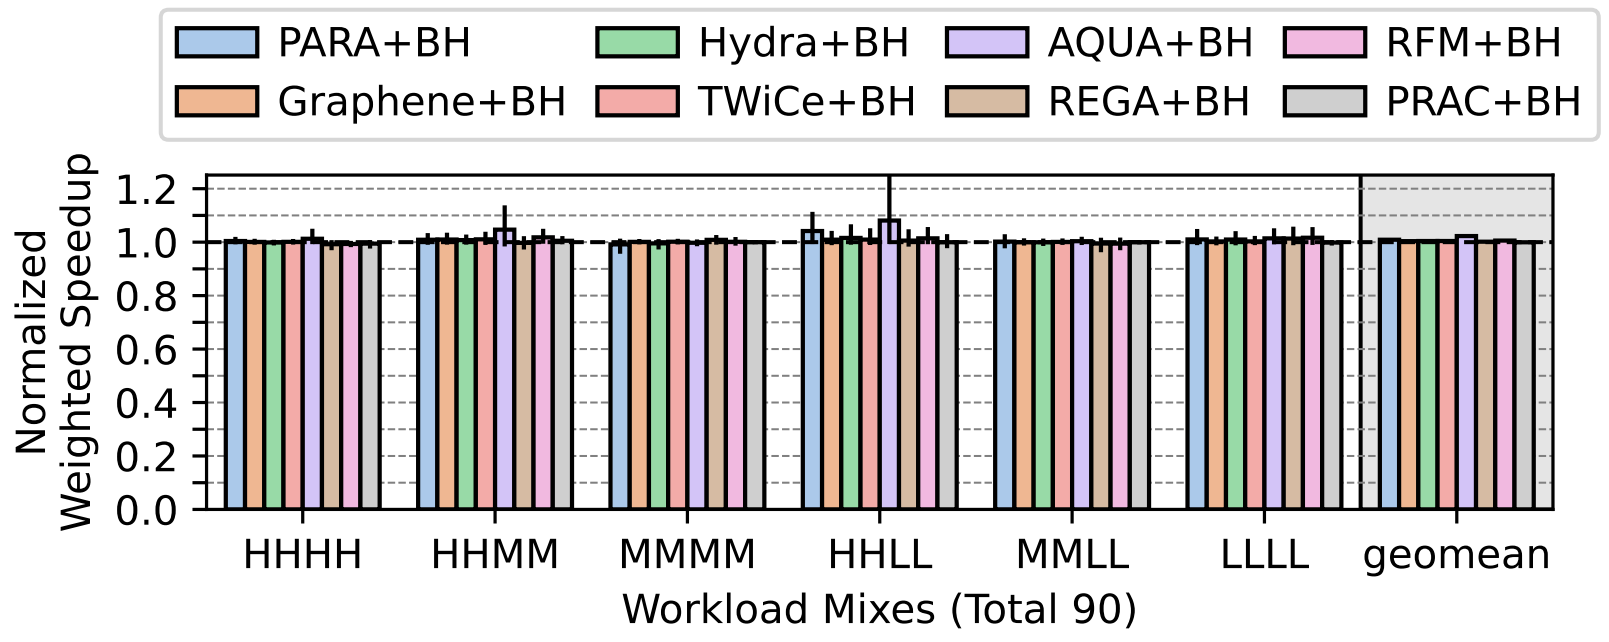 PARA+BH Hydra+BH AQUA+BH RFM+BH
Graphene+BH TWiCe+BH REGA+BH PRAC+BH
Normalized
Weighted Speedup
1.2
1.0
0.8
0.6
0.4
0.2
0.0
HHHH HHMM MMMM HHLL MMLL LLLL geomean
Workload Mixes (Total 90)